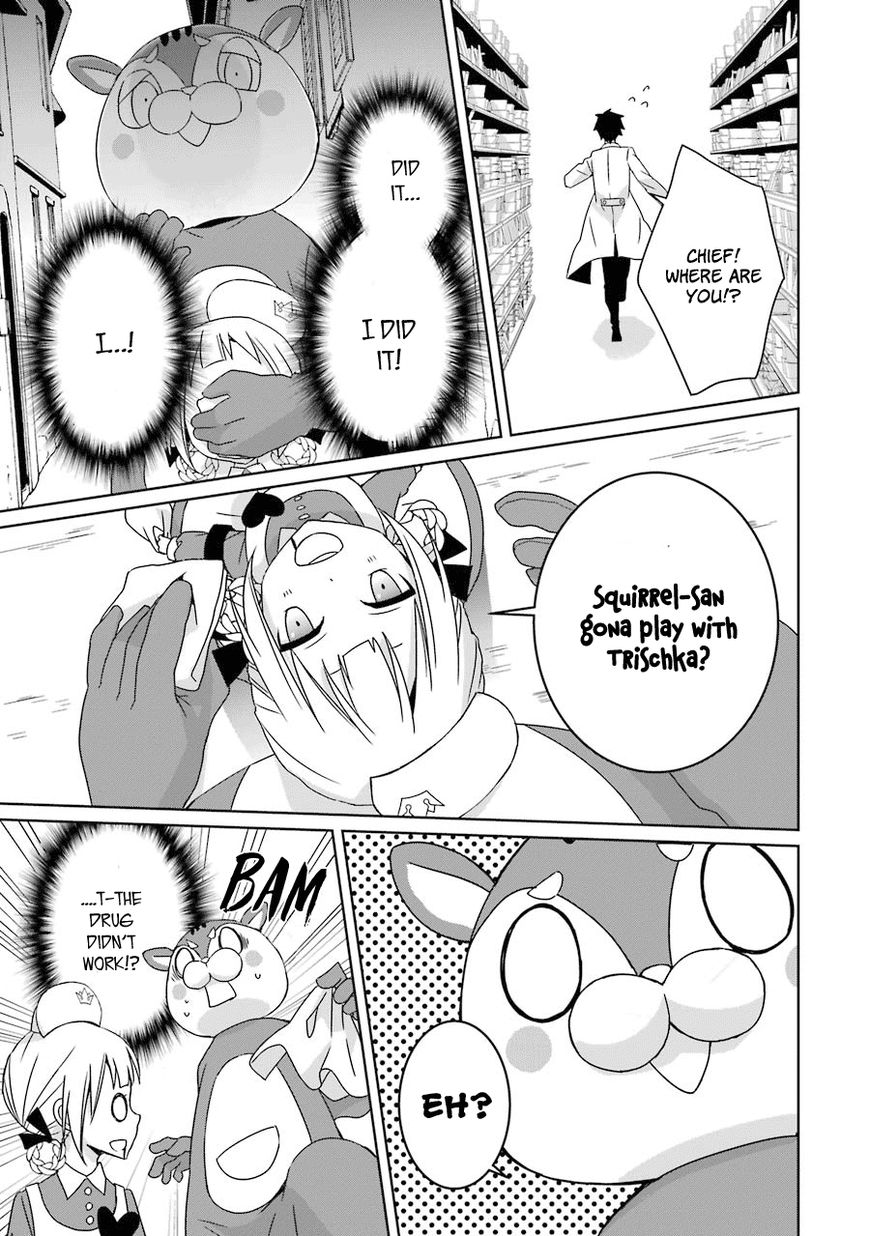 CHIEF!
WHERE ARE
YOU!?
DID
IT...
I DID
IT!
I...!
SQUIRREL-SAN
GONA PLAY WITH
TRISCHKA?
EH?
BAM
....T-THE
DRUG
DIDN'T
WORK!?